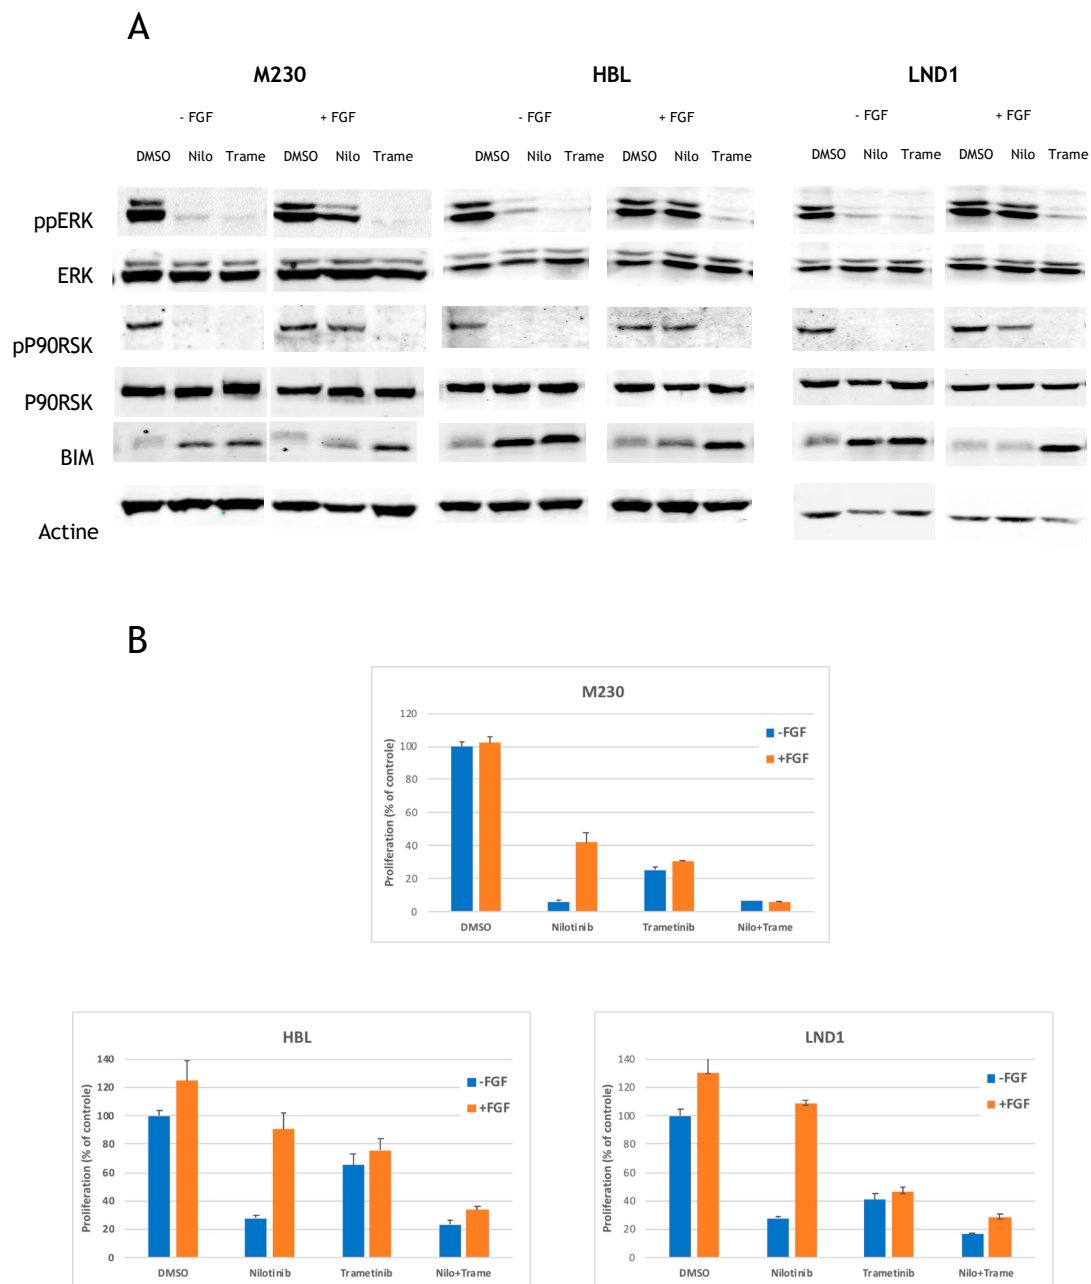 A
M230 HBL LND1
- FGF + FGF - FGF + FGF - FGF + FGF
DMSO Nilo Trame DMSO Nilo Trame DMSO Nilo Trame DMSO Nilo Trame DMSO Nilo Trame DMSO Nilo Trame
ppERK
ERK
pP90RSK
P90RSK
BIM
Actine
B
M230
Proliferation (% of controle)
120
100
80
60
40
20
0
-FGF
+FGF
DMSO Nilotinib Trametinib Nilo+Trame
HBL
Proliferation (% of controle)
140
120
100
80
60
40
20
0
-FGF
+FGF
DMSO Nilotinib Trametinib Nilo+Trame
LND1
Proliferation (% of controle)
140
120
100
80
60
40
20
0
-FGF
+FGF
DMSO Nilotinib Trametinib Nilo+Trame